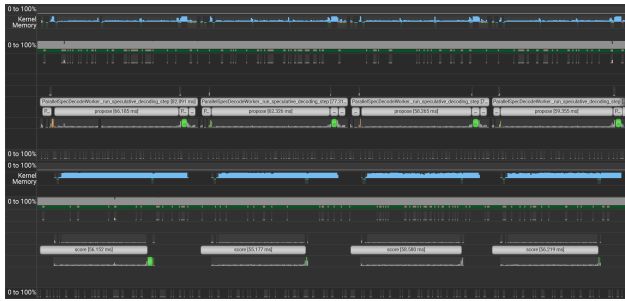 0 to 100%
Kernel
Memory
0 to 100%
ParallelSpecDecodeWorker_run_speculative_decoding_step [82.891 ms]
ParallelSpecDecodeWorker_run_speculative_decoding_step [77.21...
ParallelSpecDecodeWorker_run_speculative_decoding_step [7...
ParallelSpecDecodeWorker_run_speculative_decoding_step
P...
propose [66.185 ms]
P...
...
propose [62.326 ms]
...
propose [58.265 ms]
...
propose [59.355 ms]
0 to 100%
0 to 100%
Kernel
Memory
0 to 100%
score [56.152 ms]
score [55.177 ms]
score [58.580 ms]
score [56.219 ms]
0 to 100%